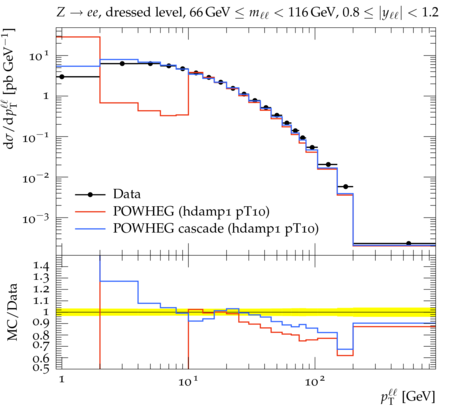 Z → ee, dressed level, 66 GeV ≤ mℓℓ < 116 GeV, 0.8 ≤ |yℓℓ| < 1.2
dσ/dpTℓℓ [pb GeV⁻¹]
10¹
1
10⁻¹
10⁻²
10⁻³
Data
POWHEG (hdamp1 pT10)
POWHEG cascade (hdamp1 pT10)
MC/Data
1.4
1.3
1.2
1.1
1
0.9
0.8
0.7
0.6
0.5
1
10¹
10²
pTℓℓ [GeV]